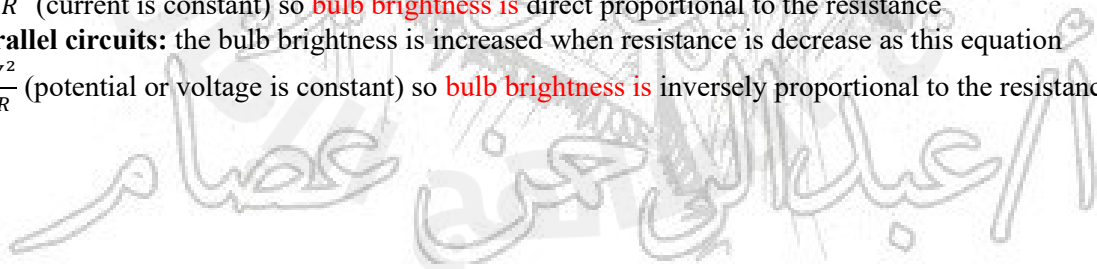 R (current is constant) so bulb brightness is direct proportional to the resistance
rallel circuits: the bulb brightness is increased when resistance is decrease as this equation
V²/R (potential or voltage is constant) so bulb brightness is inversely proportional to the resistanc
أ/ عبدالرحمن عصام